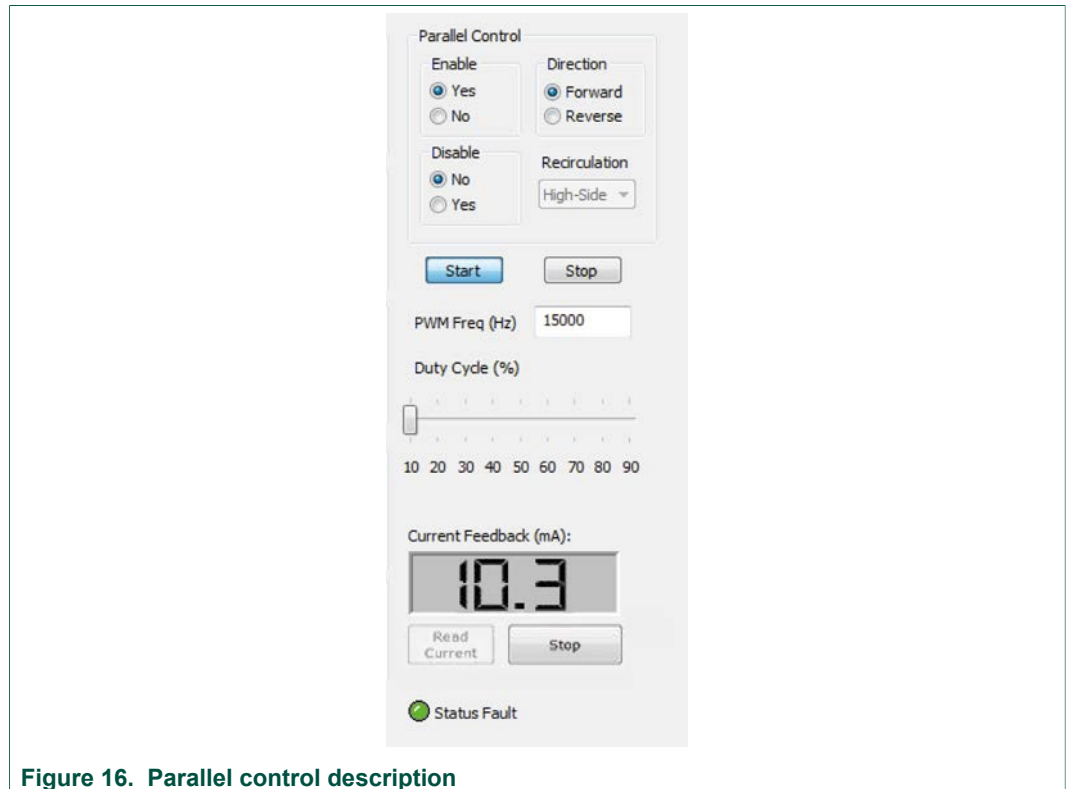 Parallel Control
Enable
Yes
No
Direction
Forward
Reverse
Disable
No
Yes
Recirculation
High-Side
Start
Stop
PWM Freq (Hz)
15000
Duty Cycle (%)
10 20 30 40 50 60 70 80 90
Current Feedback (mA):
10.3
Read
Current
Stop
Status Fault
Figure 16. Parallel control description